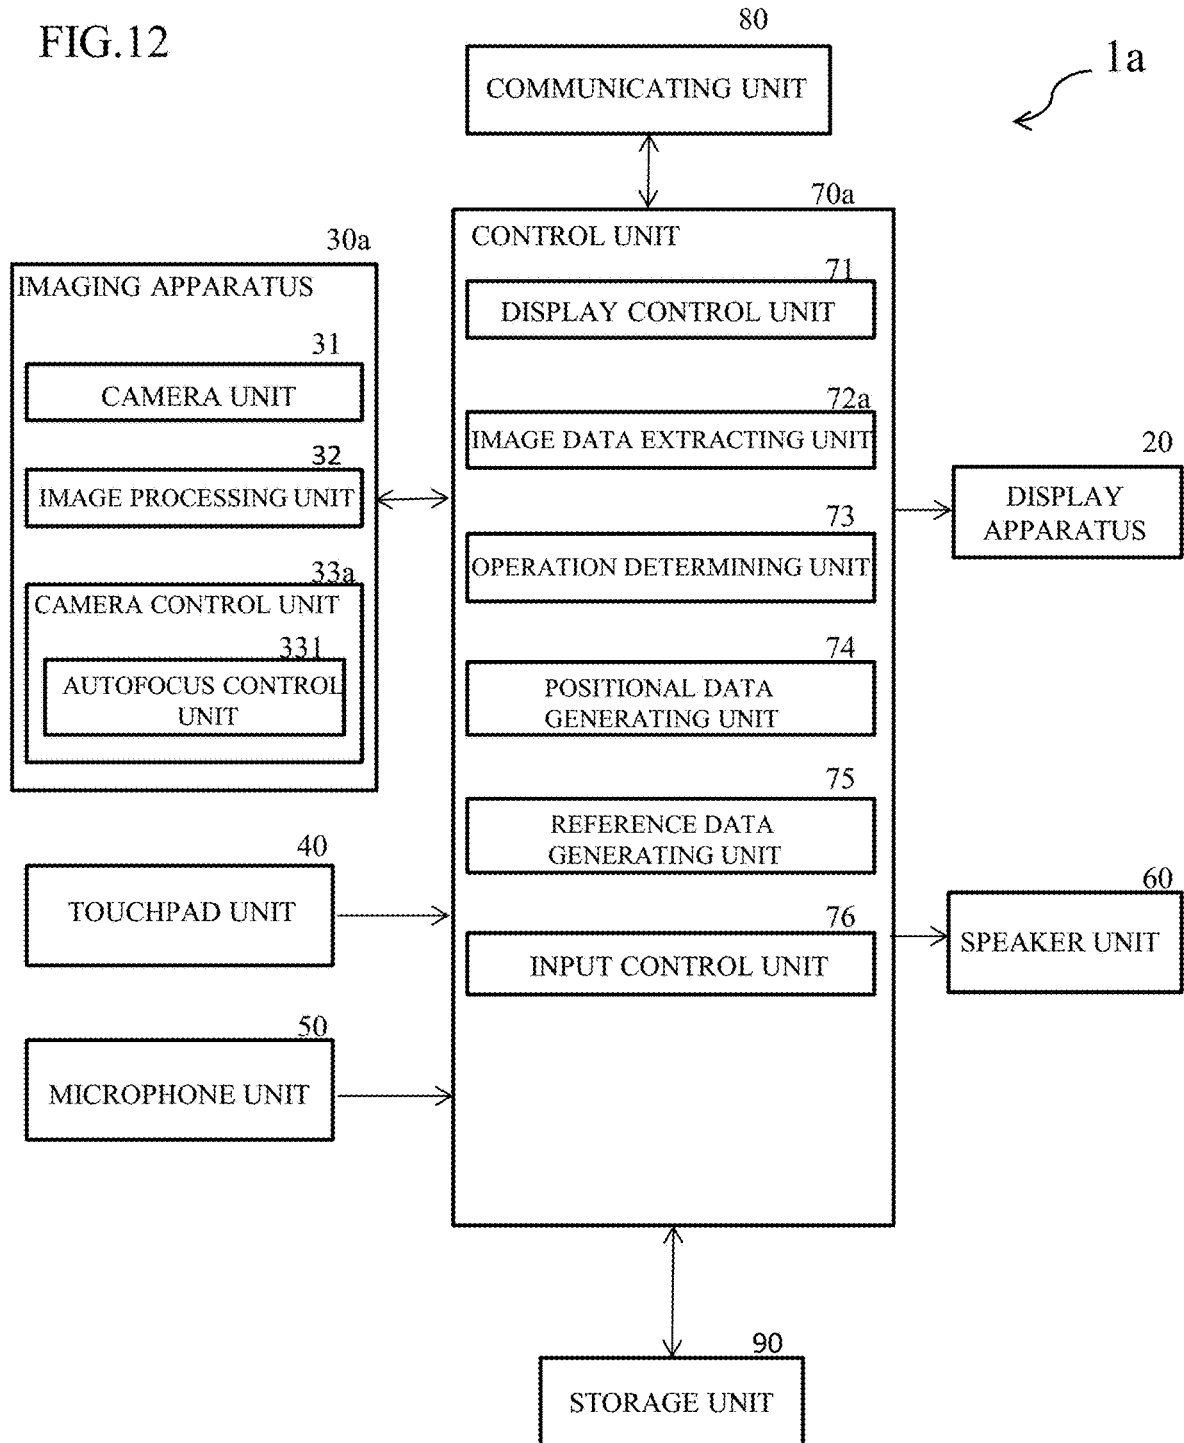 FIG.12
80
COMMUNICATING UNIT
1a
70a
CONTROL UNIT
30a
IMAGING APPARATUS
31
CAMERA UNIT
32
IMAGE PROCESSING UNIT
33a
CAMERA CONTROL UNIT
331
AUTOFOCUS CONTROL
UNIT
71
DISPLAY CONTROL UNIT
72a
IMAGE DATA EXTRACTING UNIT
73
OPERATION DETERMINING UNIT
74
POSITIONAL DATA
GENERATING UNIT
75
REFERENCE DATA
GENERATING UNIT
76
INPUT CONTROL UNIT
20
DISPLAY
APPARATUS
40
TOUCHPAD UNIT
60
SPEAKER UNIT
50
MICROPHONE UNIT
90
STORAGE UNIT